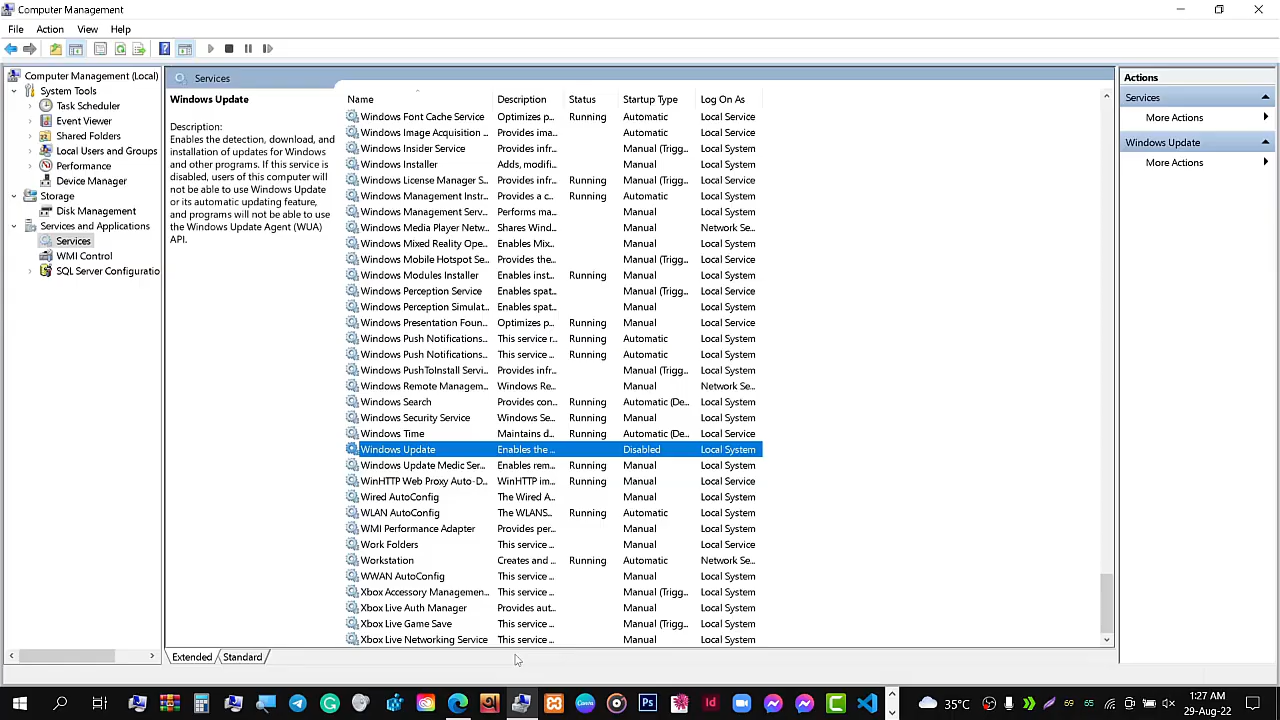 Computer Management
File Action View Help
Computer Management (Local)
System Tools
Task Scheduler
Event Viewer
Shared Folders
Local Users and Groups
Performance
Device Manager
Storage
Disk Management
Services and Applications
Services
WMI Control
SQL Server Configuratio
Services
Windows Update
Description:
Enables the detection, download, and
installation of updates for Windows
and other programs. If this service is
disabled, users of this computer will
not be able to use Windows Update
or its automatic updating feature,
and programs will not be able to use
the Windows Update Agent (WUA)
API.
Name Description Status Startup Type Log On As
Windows Font Cache Service Optimizes p... Running Automatic Local Service
Windows Image Acquisition ... Provides ima... Automatic Local Service
Windows Insider Service Provides infr... Manual (Trigg... Local System
Windows Installer Adds, modifi... Manual Local System
Windows License Manager S... Provides infr... Running Manual (Trigg... Local Service
Windows Management Instr... Provides a c... Running Automatic Local System
Windows Management Serv... Performs ma... Manual Local System
Windows Media Player Netw... Shares Wind... Manual Network Se...
Windows Mixed Reality Ope... Enables Mix... Manual Local System
Windows Mobile Hotspot Se... Provides the... Manual (Trigg... Local Service
Windows Modules Installer Enables inst... Running Manual Local System
Windows Perception Service Enables spat... Manual (Trigg... Local Service
Windows Perception Simulat... Enables spat... Manual Local System
Windows Presentation Foun... Optimizes p... Running Manual Local Service
Windows Push Notifications... This service r... Running Automatic Local System
Windows Push Notifications... This service ... Running Automatic Local System
Windows PushToInstall Servi... Provides infr... Manual (Trigg... Local System
Windows Remote Managem... Windows Re... Manual Network Se...
Windows Search Provides con... Running Automatic (De... Local System
Windows Security Service Windows Se... Running Manual Local System
Windows Time Maintains d... Running Automatic (De... Local Service
Windows Update Enables the ... Disabled Local System
Windows Update Medic Ser... Enables rem... Running Manual Local System
WinHTTP Web Proxy Auto-D... WinHTTP im... Running Manual Local Service
Wired AutoConfig The Wired A... Manual Local System
WLAN AutoConfig The WLANS... Running Automatic Local System
WMI Performance Adapter Provides per... Manual Local System
Work Folders This service ... Manual Local Service
Workstation Creates and ... Running Automatic Network Se...
WWAN AutoConfig This service ... Manual Local System
Xbox Accessory Managemen... This service ... Manual (Trigg... Local System
Xbox Live Auth Manager Provides aut... Manual Local System
Xbox Live Game Save This service ... Manual (Trigg... Local System
Xbox Live Networking Service This service ... Manual Local System
Extended Standard
Actions
Services
More Actions
Windows Update
More Actions
35°C
1:27 AM
29-Aug-22